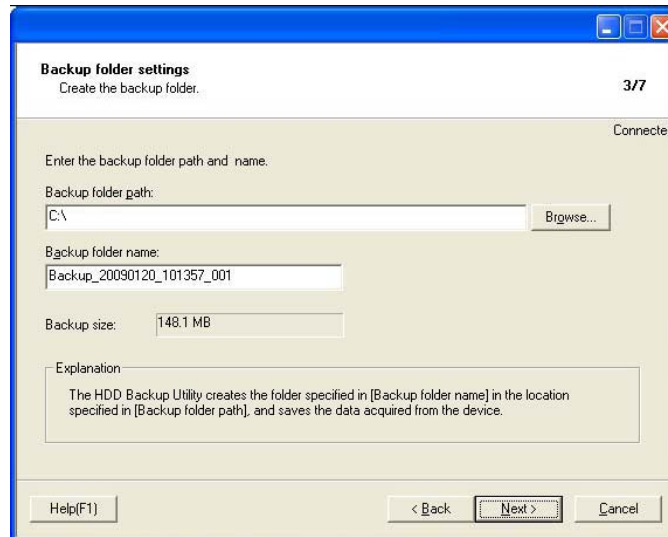 Backup folder settings
Create the backup folder.
3/7
Connecte
Enter the backup folder path and name.
Backup folder path:
C:\
Browse...
Backup folder name:
Backup_20090120_101357_001
Backup size:
148.1 MB
Explanation
The HDD Backup Utility creates the folder specified in [Backup folder name] in the location
specified in [Backup folder path], and saves the data acquired from the device.
Help(F1)
< Back
Next >
Cancel